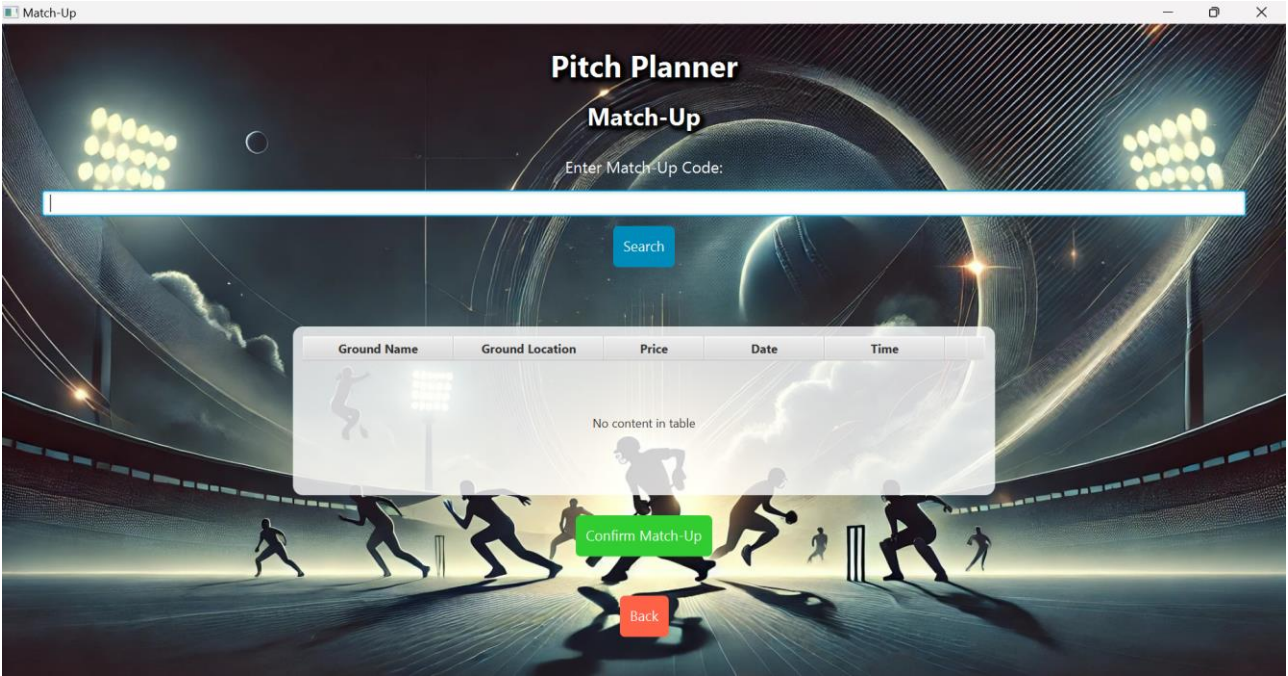 Match-Up
Pitch Planner
Match-Up
Enter Match-Up Code:
Search
Ground Name Ground Location Price Date Time
No content in table
Confirm Match-Up
Back